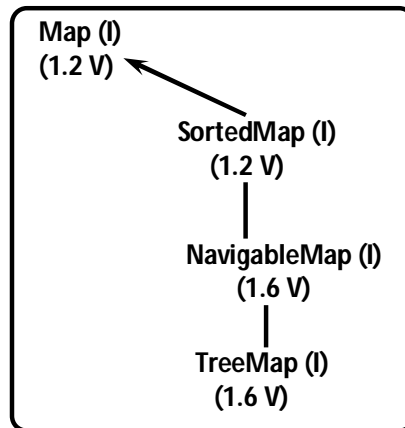 Map (I)
(1.2 V)
SortedMap (I)
(1.2 V)
NavigableMap (I)
(1.6 V)
TreeMap (I)
(1.6 V)